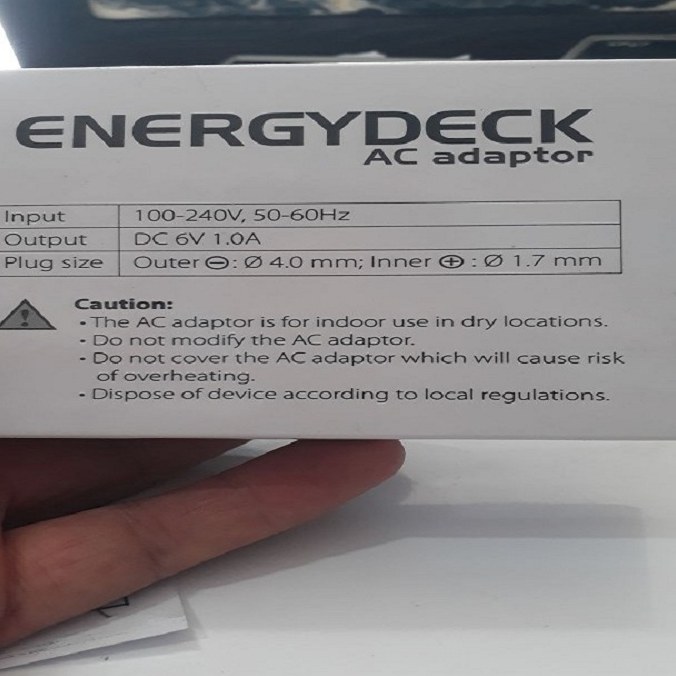 ENERGYDECK
AC adaptor
Input 100-240V, 50-60Hz
Output DC 6V 1.0A
Plug size Outer ⊖: Ø 4.0 mm; Inner ⊕ : Ø 1.7 mm
Caution:
• The AC adaptor is for indoor use in dry locations.
• Do not modify the AC adaptor.
• Do not cover the AC adaptor which will cause risk
of overheating.
• Dispose of device according to local regulations.